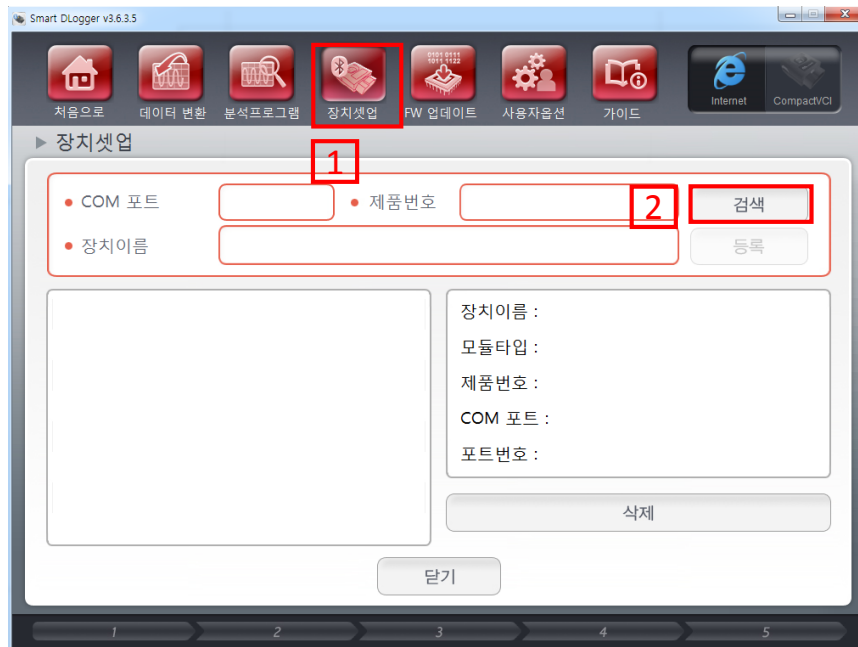 Smart DLogger v3.6.3.5
0101 0111
1011 1122
처음으로 데이터 변환 분석프로그램 장치셋업 FW 업데이트 사용자옵션 가이드 Internet CompactVCI
장치셋업
1
COM 포트 제품번호 2 검색
장치이름 등록
장치이름 :
모듈타입 :
제품번호 :
COM 포트 :
포트번호 :
삭제
닫기
1 2 3 4 5